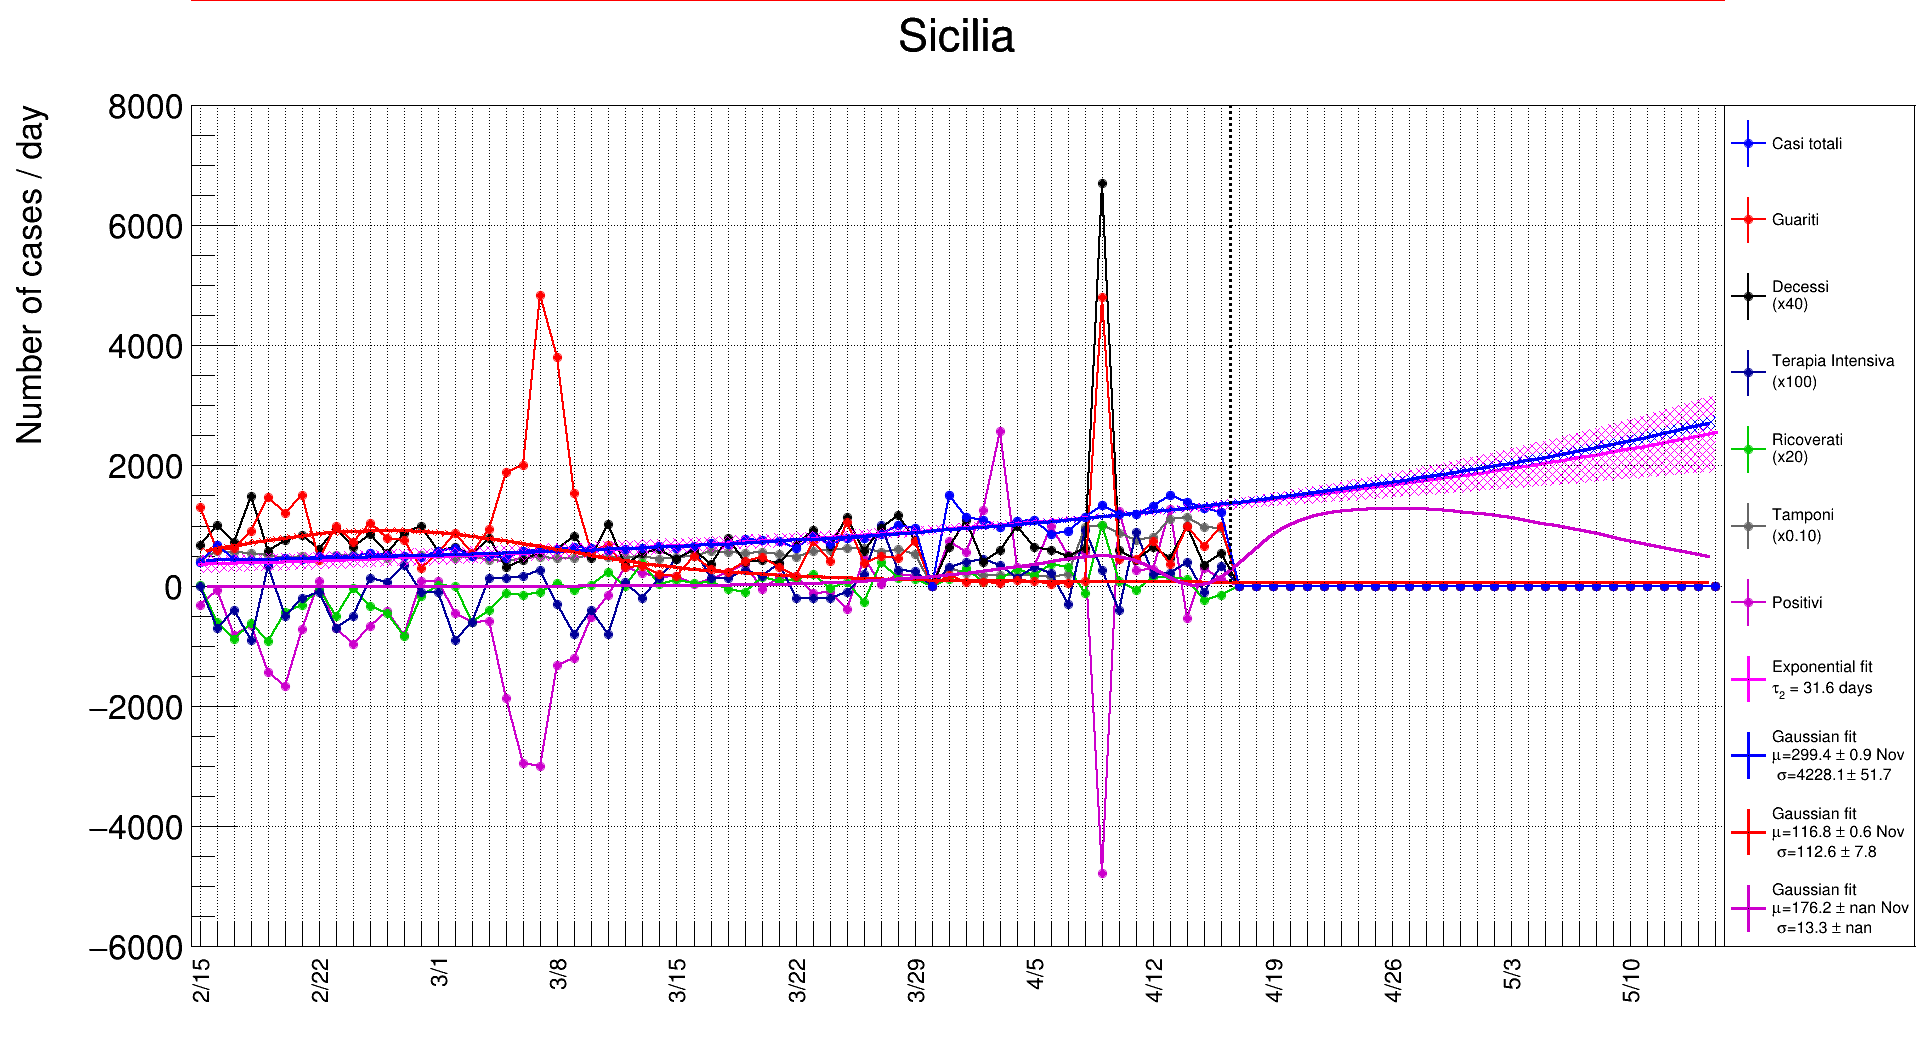 Sicilia
Number of cases / day
8000
6000
4000
2000
0
−2000
−4000
−6000
2/15
2/22
3/1
3/8
3/15
3/22
3/29
4/5
4/12
4/19
4/26
5/3
5/10
Casi totali
Guariti
Decessi
(x40)
Terapia Intensiva
(x100)
Ricoverati
(x20)
Tamponi
(x0.10)
Positivi
Exponential fit
τ2 = 31.6 days
Gaussian fit
μ=299.4 ± 0.9 Nov
σ=4228.1 ± 51.7
Gaussian fit
μ=116.8 ± 0.6 Nov
σ=112.6 ± 7.8
Gaussian fit
μ=176.2 ± nan Nov
σ=13.3 ± nan